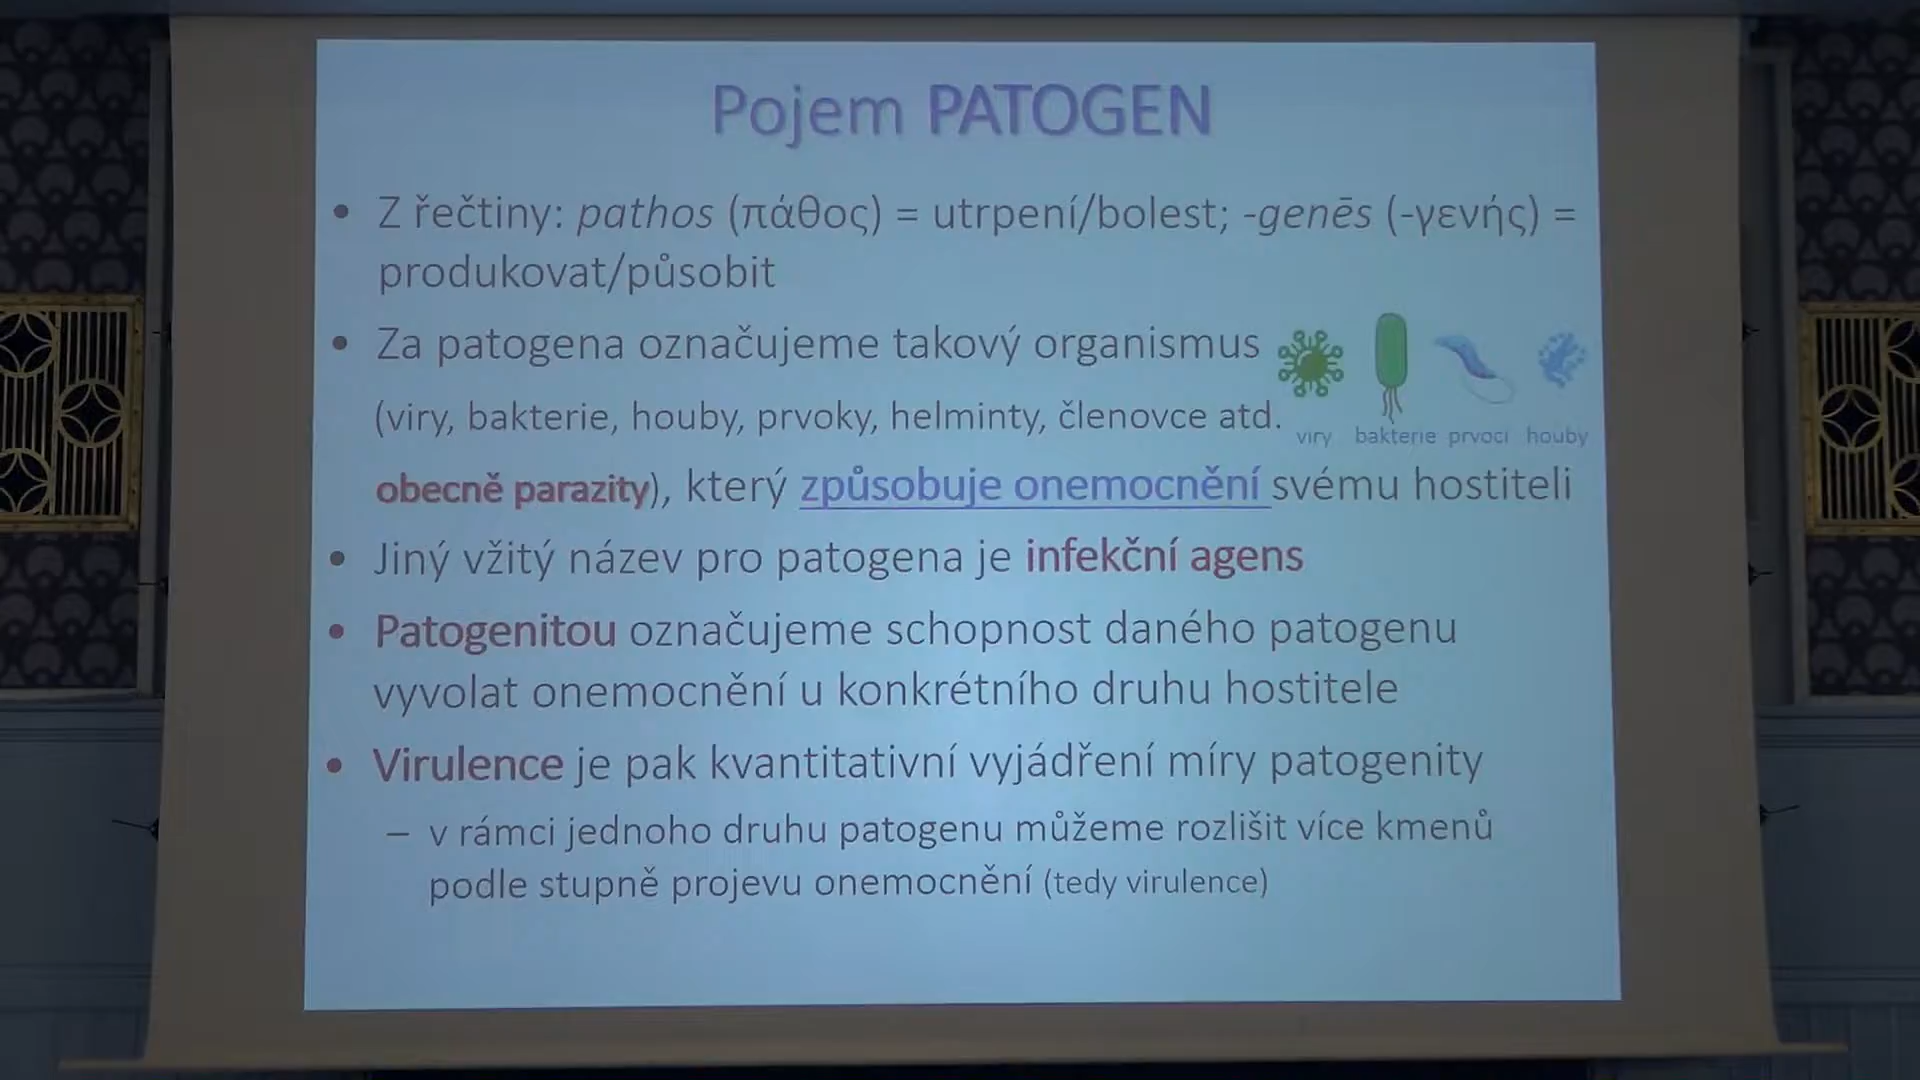 Pojem PATOGEN
• Z řečtiny: pathos (πάθος) = utrpení/bolest; -genēs (-γενής) =
produkovat/působit
• Za patogena označujeme takový organismus
(viry, bakterie, houby, prvoky, helminty, členovce atd.
viry bakterie prvoci houby
obecně parazity), který způsobuje onemocnění svému hostiteli
• Jiný vžitý název pro patogena je infekční agens
• Patogenitou označujeme schopnost daného patogenu
vyvolat onemocnění u konkrétního druhu hostitele
• Virulence je pak kvantitativní vyjádření míry patogenity
– v rámci jednoho druhu patogenu můžeme rozlišit více kmenů
podle stupně projevu onemocnění (tedy virulence)